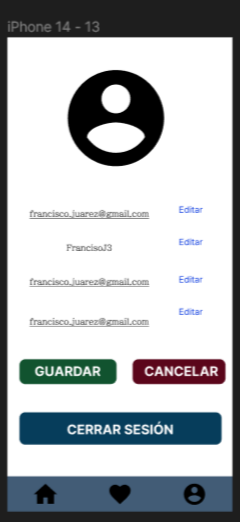 iPhone 14 - 13
francisco.juarez@gmail.com Editar
FrancisoJ3 Editar
francisco.juarez@gmail.com Editar
francisco.juarez@gmail.com Editar
GUARDAR CANCELAR
CERRAR SESIÓN